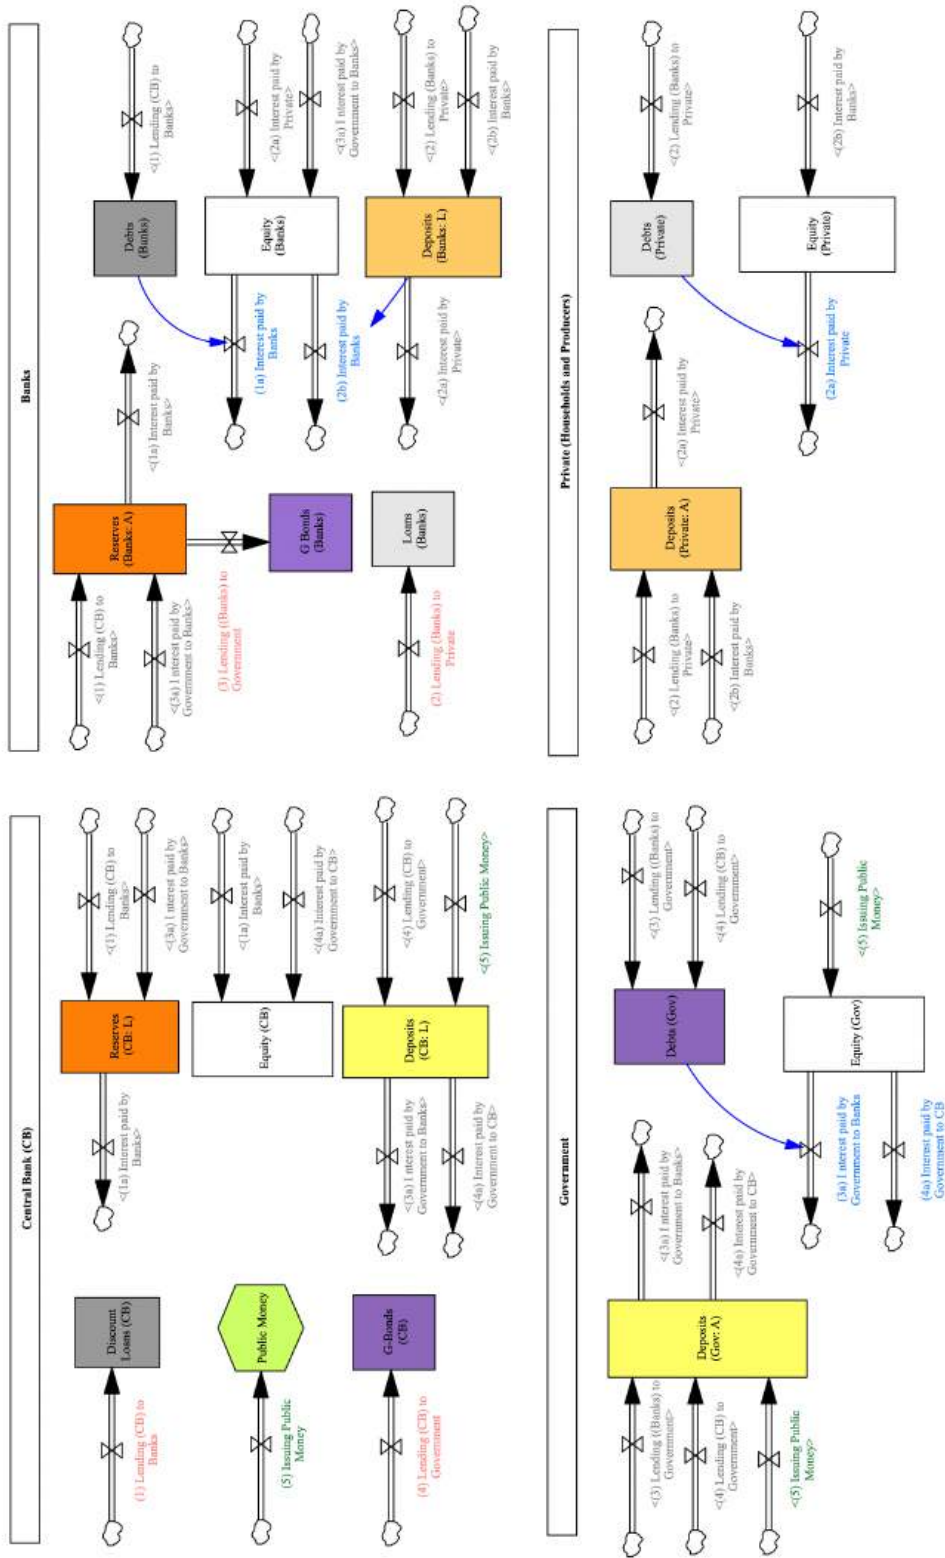 Central Bank (CB)
Discount
Loans (CB)
(1) Lending (CB) to
Banks
Public Money
(5) Issuing Public
Money
G-Bonds
(CB)
(4) Lending (CB) to
Government
Reserves
(CB: L)
<(1a) Interest paid by
Banks>
<(1) Lending (CB) to
Banks>
<(3a) I nterest paid by
Government to Banks>
Equity (CB)
<(1a) Interest paid by
Banks>
<(4a) Interest paid by
Government to CB>
Deposits
(CB: L)
<(3a) I nterest paid by
Government to Banks>
<(4a) Interest paid by
Government to CB>
<(4) Lending (CB) to
Government>
<(5) Issuing Public Money>
Banks
Reserves
(Banks: A)
<(1) Lending (CB) to
Banks>
<(3a) I nterest paid by
Government to Banks>
<(1a) Interest paid by
Banks>
(3) Lending ((Banks) to
Government
G Bonds
(Banks)
Loans
(Banks)
(2) Lending (Banks) to
Private
Debts
(Banks)
<(1) Lending (CB) to
Banks>
Equity
(Banks)
(1a) Interest paid by
Banks
(2b) Interest paid by
Banks
<(2a) Interest paid by
Private>
<(3a) I nterest paid by
Government to Banks>
Deposits
(Banks: L)
<(2a) Interest paid by
Private>
<(2) Lending (Banks) to
Private>
<(2b) Interest paid by
Banks>
Government
Deposits
(Gov: A)
<(3) Lending ((Banks) to
Government>
<(4) Lending (CB) to
Government>
<(5) Issuing Public
Money>
<(3a) I nterest paid by
Government to Banks>
<(4a) Interest paid by
Government to CB>
Debts (Gov)
<(3) Lending ((Banks) to
Government>
<(4) Lending (CB) to
Government>
Equity (Gov)
<(5) Issuing Public
Money>
(3a) I nterest paid by
Government to Banks
(4a) Interest paid by
Government to CB
Private (Households and Producers)
Deposits
(Private: A)
<(2) Lending (Banks) to
Private>
<(2b) Interest paid by
Banks>
<(2a) Interest paid by
Private>
Debts
(Private)
<(2) Lending (Banks) to
Private>
Equity
(Private)
(2a) Interest paid by
Private
<(2b) Interest paid by
Banks>